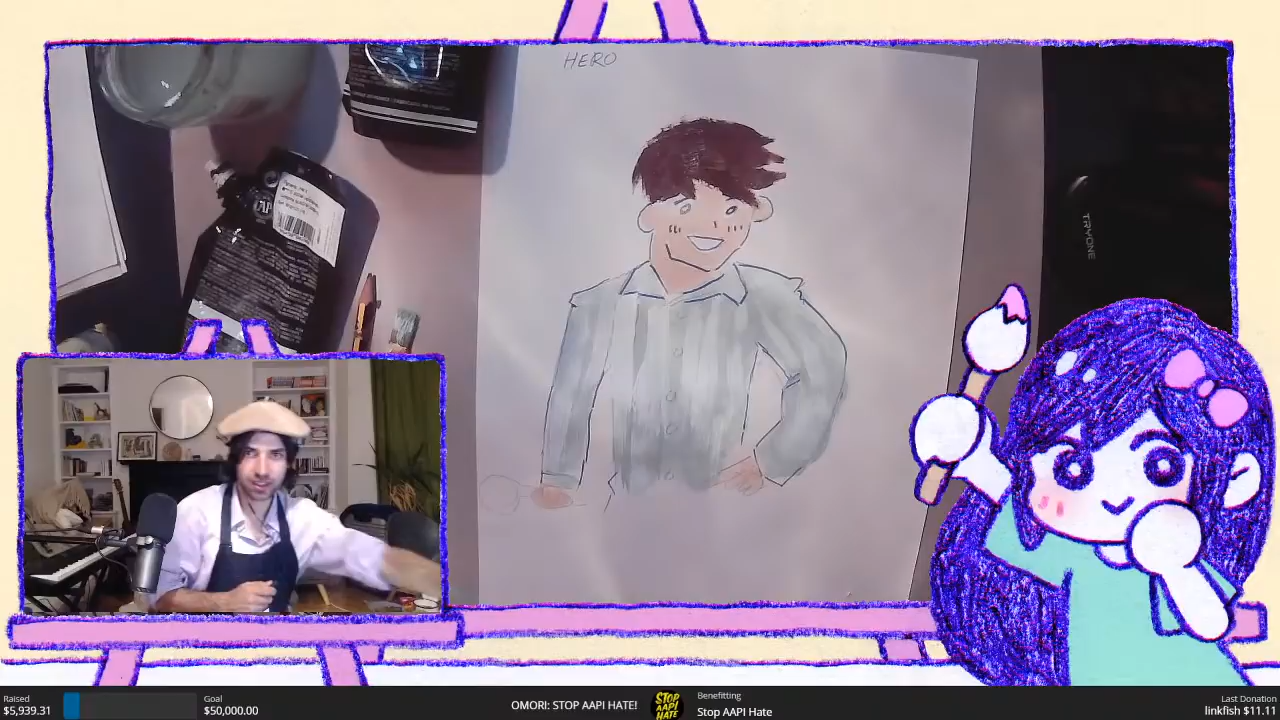 HERO
TRVONE
Raised
$5,939.31
Goal
$50,000.00
OMORI: STOP AAPI HATE!
STOP
AAPI
HATE
Benefitting
Stop AAPI Hate
Last Donation
linkfish $11.11